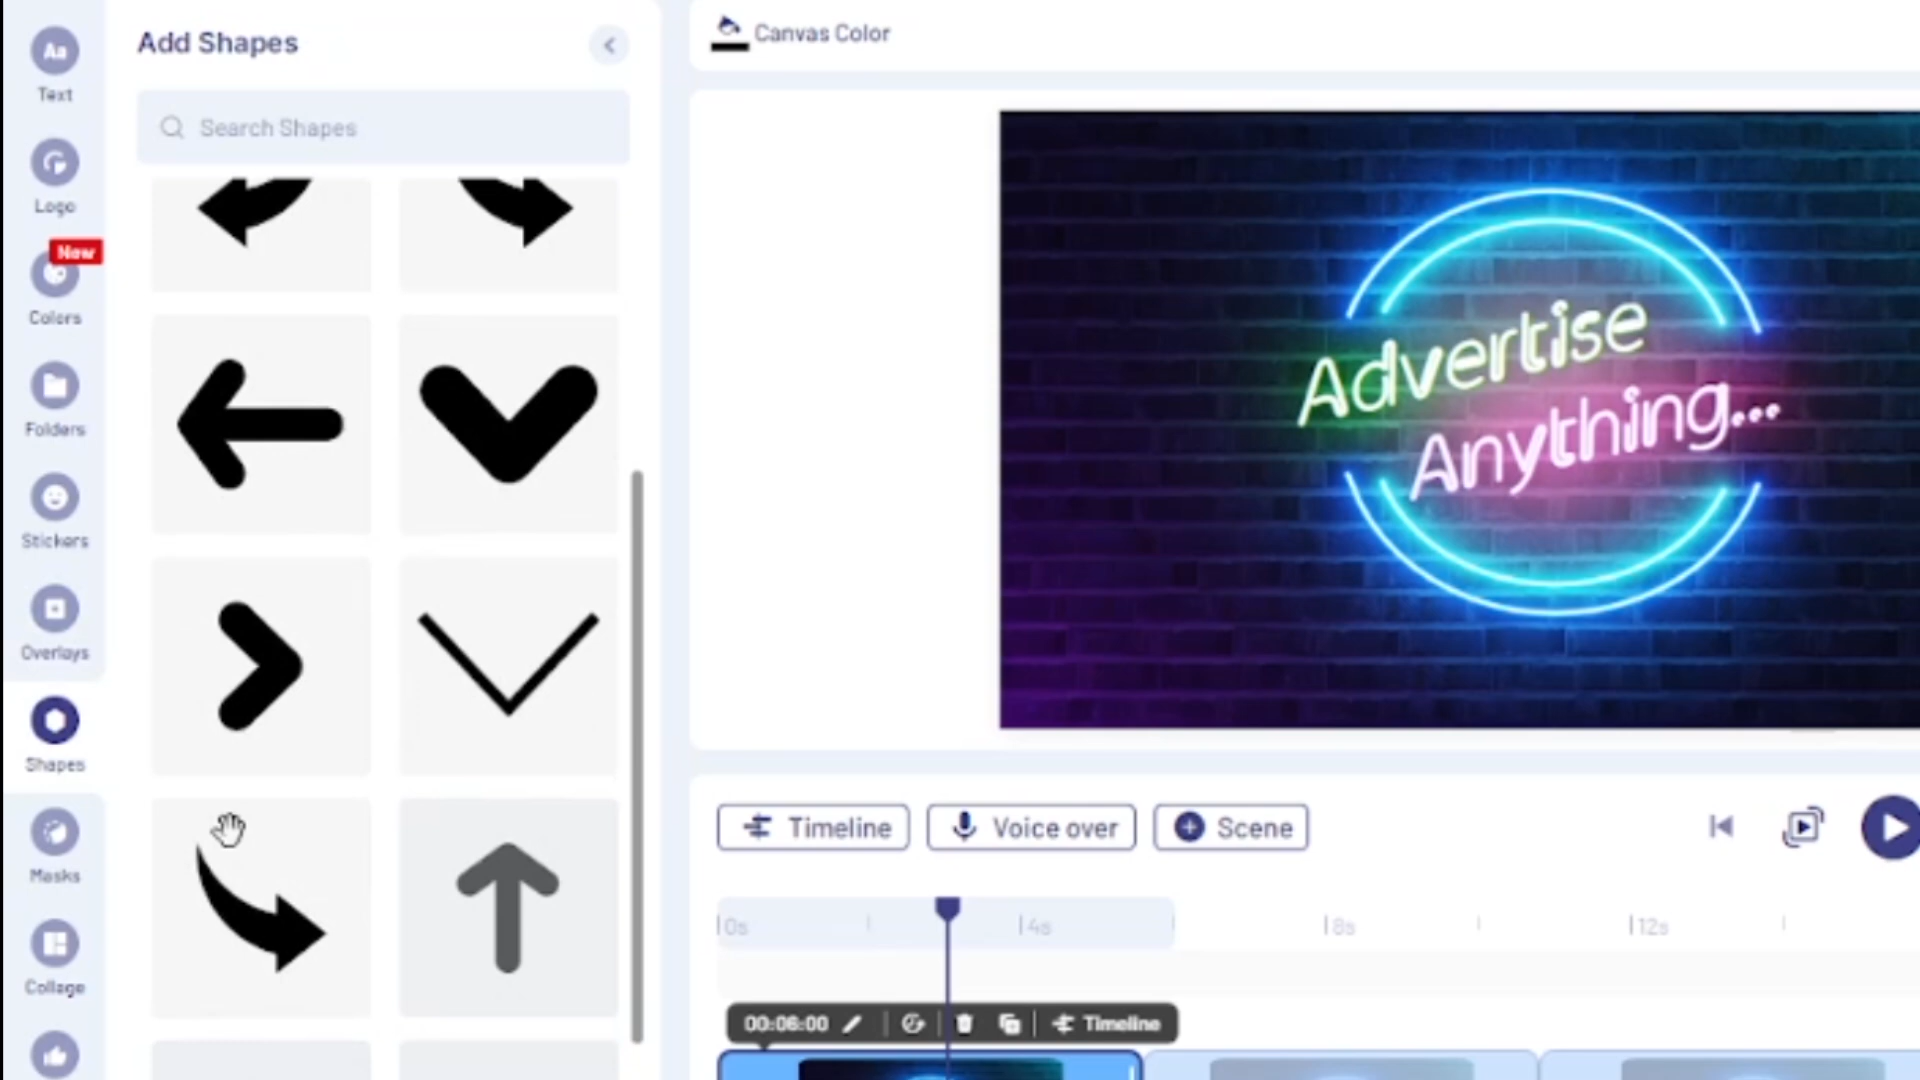 Add Shapes
Search Shapes
Text
Logo
New
Colors
Folders
Stickers
Overlays
Shapes
Masks
Collage
Canvas Color
Advertise
Anything...
Timeline
Voice over
Scene
0s
4s
8s
12s
00:06:00
Timeline